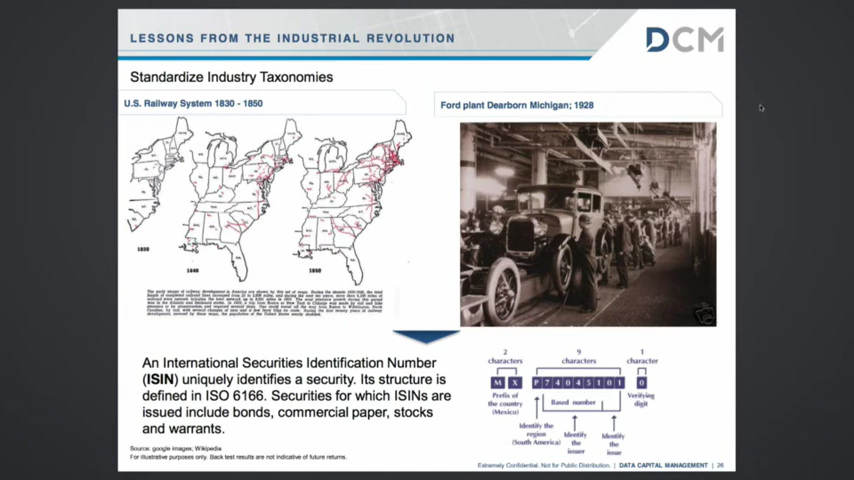 LESSONS FROM THE INDUSTRIAL REVOLUTION
DCM
Standardize Industry Taxonomies
U.S. Railway System 1830 - 1850
Ford plant Dearborn Michigan; 1928
1830
1840
1850
An International Securities Identification Number
(ISIN) uniquely identifies a security. Its structure is
defined in ISO 6166. Securities for which ISINs are
issued include bonds, commercial paper, stocks
and warrants.
2
characters
9
characters
1
character
M X P 7 4 0 4 5 1 0 1 0
Prefix of
the country
(Mexico)
Based number
Verifying
digit
Identify the
region
(South America)
Identify
the
issuer
Identify
the
issue
Source: google images, Wikipedia
For illustrative purposes only. Back test results are not indicative of future returns.
Extremely Confidential. Not for Public Distribution. | DATA CAPITAL MANAGEMENT | 26